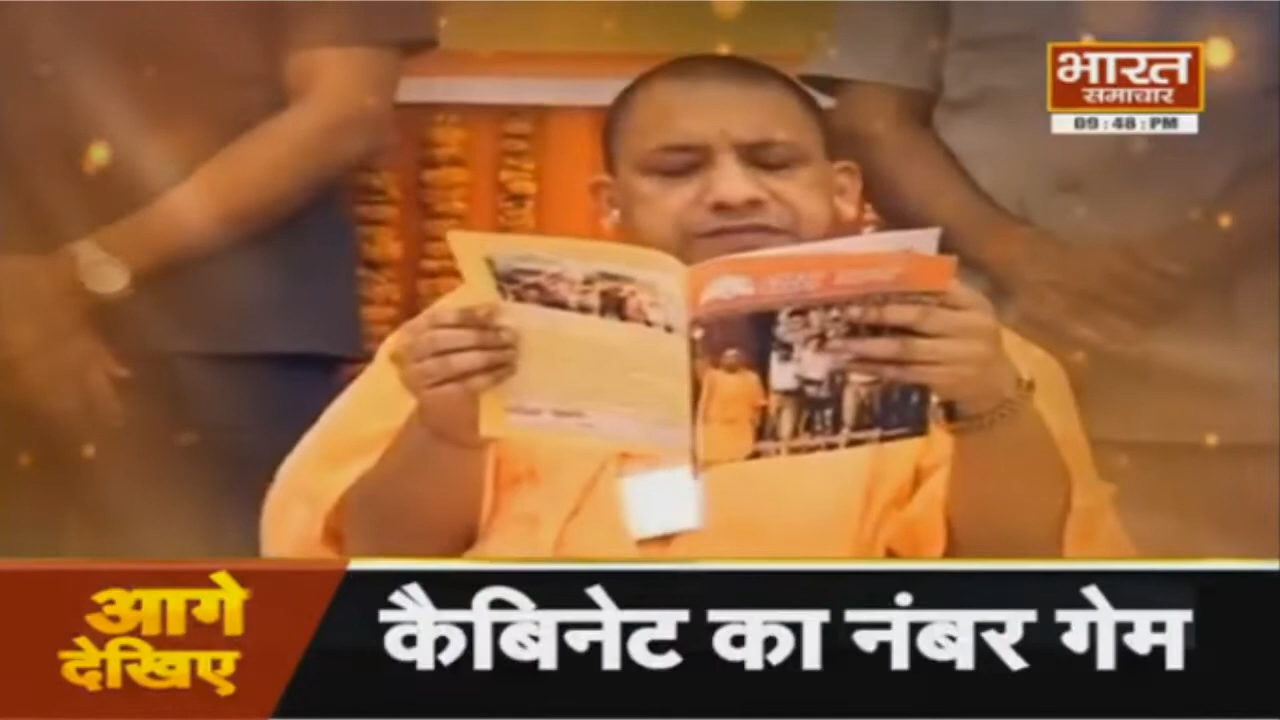 भारत
समाचार
09:48:PM
आगे
देखिए
कैबिनेट का नंबर गेम